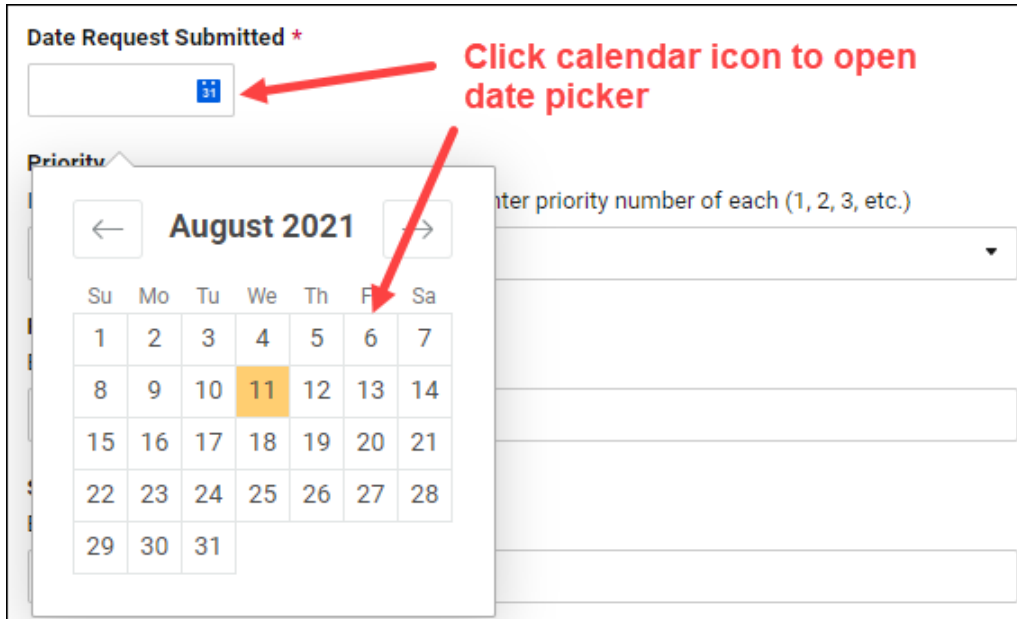 Date Request Submitted *
Click calendar icon to open
date picker
31
Priority
priority number of each (1, 2, 3, etc.)
← August 2021 →
Su Mo Tu We Th Sa
1 2 3 4 5 6 7
8 9 10 11 12 13 14
15 16 17 18 19 20 21
22 23 24 25 26 27 28
29 30 31